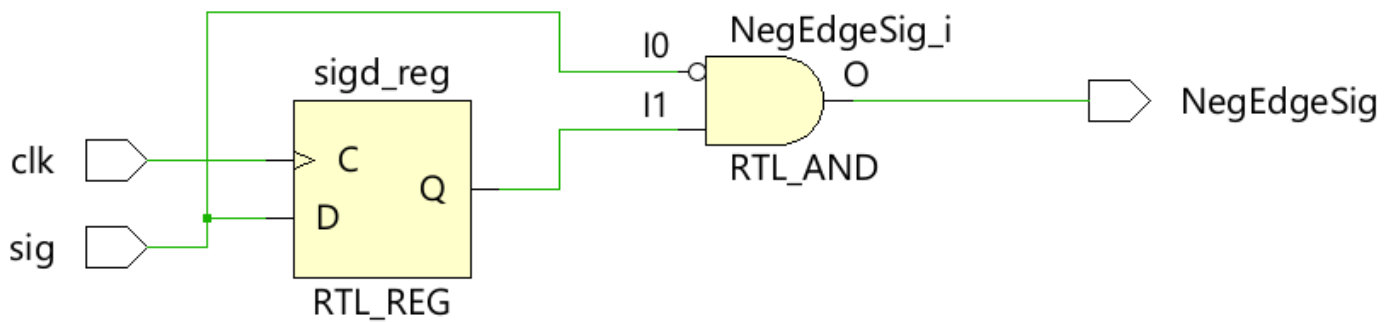 NegEdgeSig_i
I0
sigd_reg
O
I1
NegEdgeSig
clk
C
RTL_AND
Q
D
sig
RTL_REG